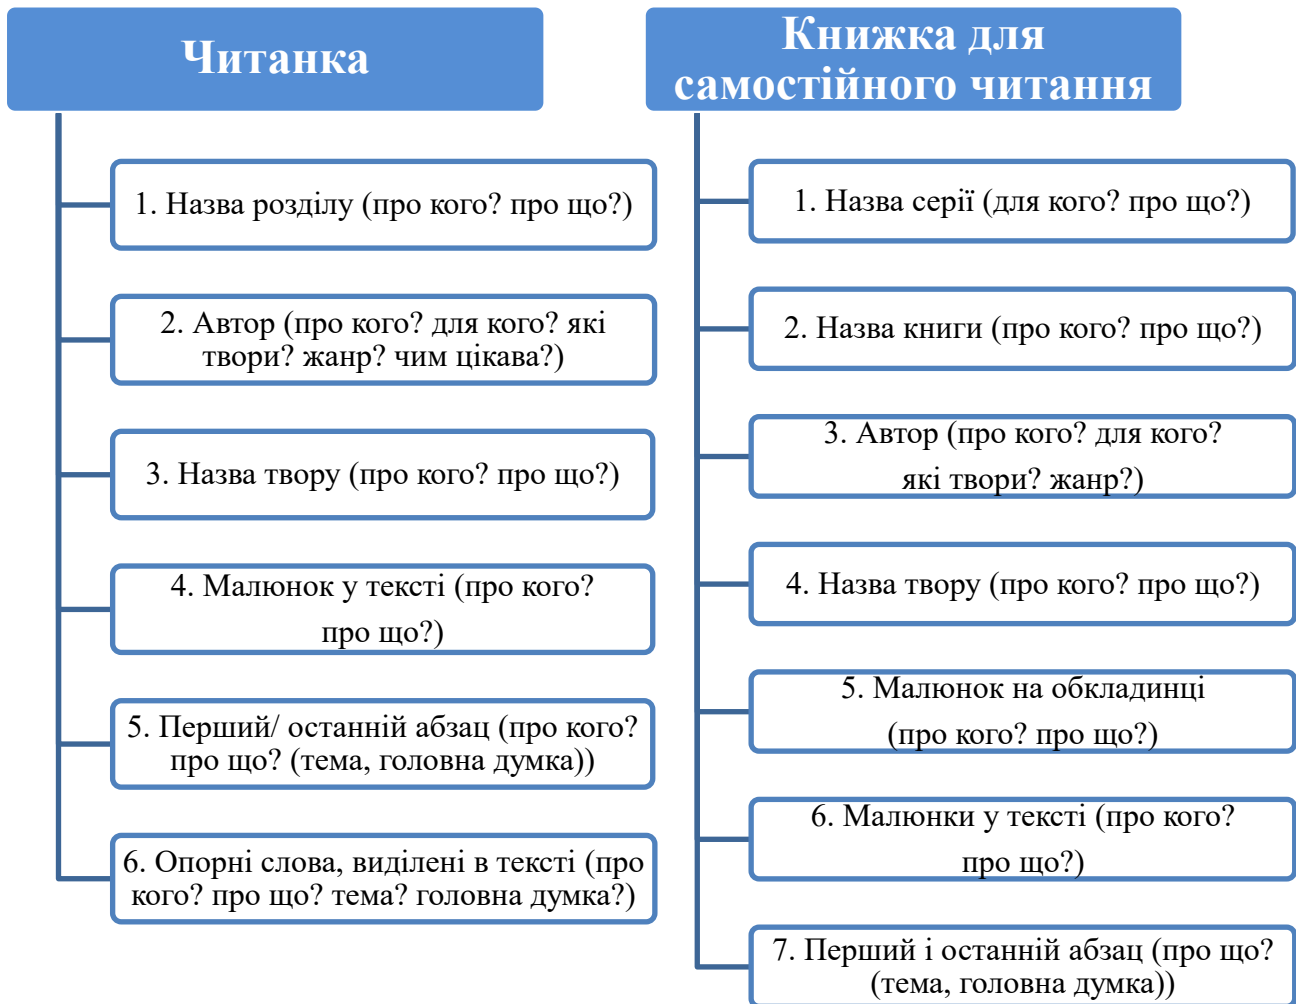 Читанка
1. Назва розділу (про кого? про що?)
2. Автор (про кого? для кого? які
твори? жанр? чим цікава?)
3. Назва твору (про кого? про що?)
4. Малюнок у тексті (про кого?
про що?)
5. Перший/ останній абзац (про кого?
про що? (тема, головна думка))
6. Опорні слова, виділені в тексті (про
кого? про що? тема? головна думка?)
Книжка для
самостійного читання
1. Назва серії (для кого? про що?)
2. Назва книги (про кого? про що?)
3. Автор (про кого? для кого?
які твори? жанр?)
4. Назва твору (про кого? про що?)
5. Малюнок на обкладинці
(про кого? про що?)
6. Малюнки у тексті (про кого?
про що?)
7. Перший і останній абзац (про що?
(тема, головна думка))